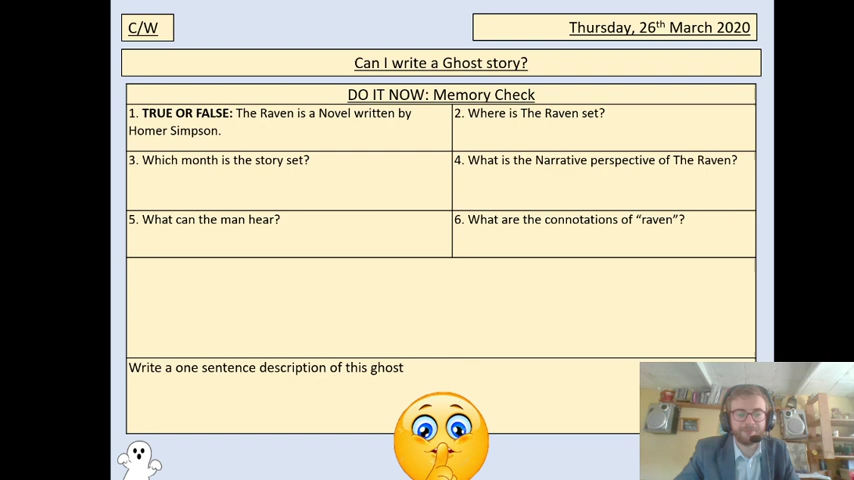 C/W
Thursday, 26th March 2020
Can I write a Ghost story?
DO IT NOW: Memory Check
1. TRUE OR FALSE: The Raven is a Novel written by
Homer Simpson.
2. Where is The Raven set?
3. Which month is the story set?
4. What is the Narrative perspective of The Raven?
5. What can the man hear?
6. What are the connotations of “raven”?
Write a one sentence description of this ghost